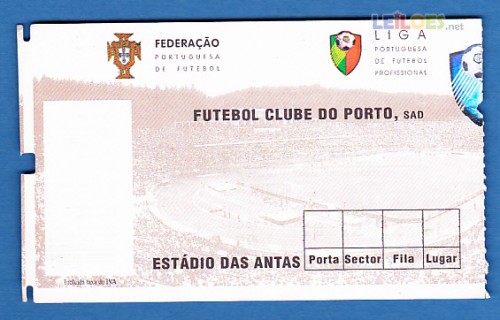 LEILOES.net
FEDERAÇÃO
PORTUGUESA
DE FUTEBOL
LIGA
PORTUGUESA
DE FUTEBOL
PROFISSIONAL
FUTEBOL CLUBE DO PORTO, SAD
ESTÁDIO DAS ANTAS
Porta Sector Fila Lugar